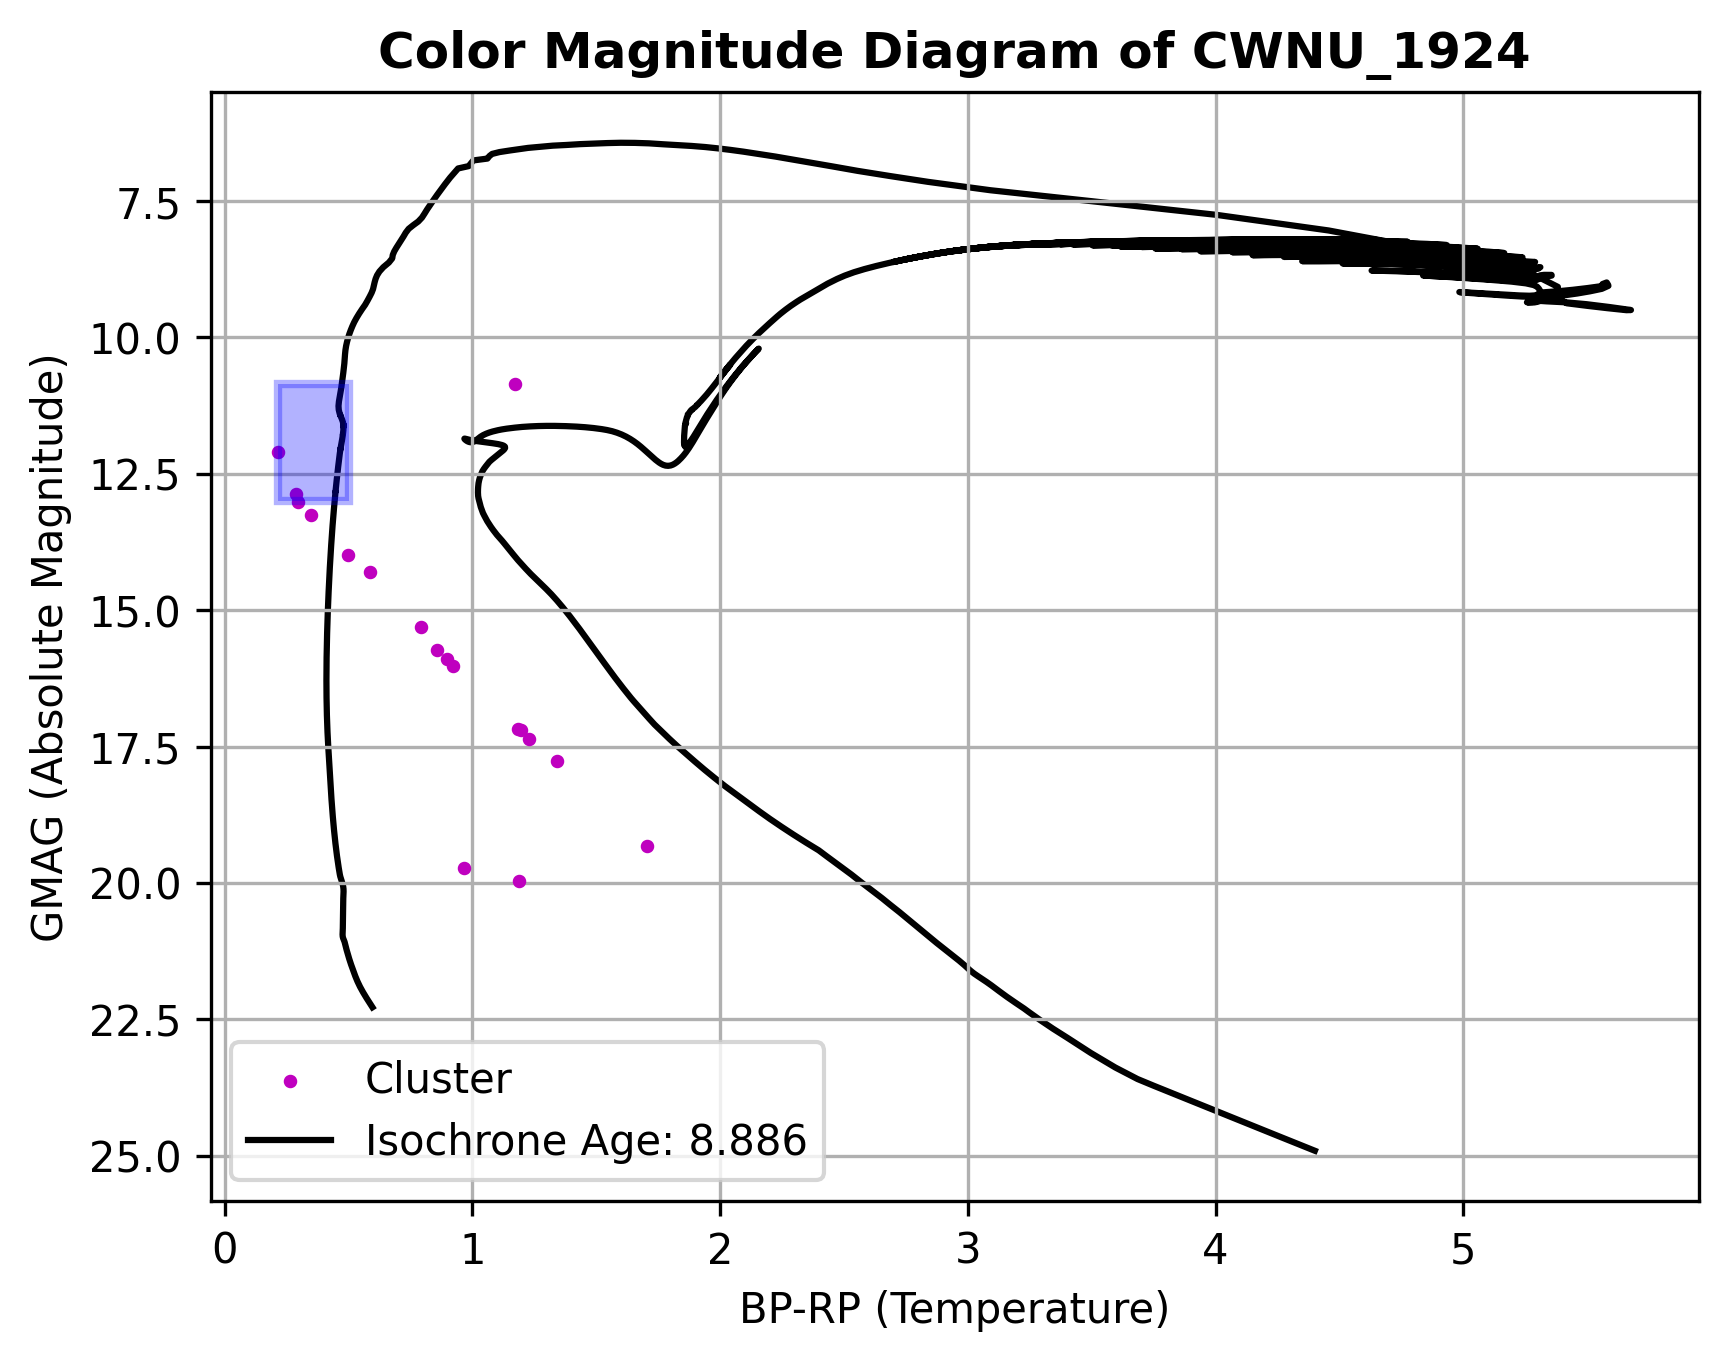 Color Magnitude Diagram of CWNU_1924
GMAG (Absolute Magnitude)
7.5
10.0
12.5
15.0
17.5
20.0
22.5
25.0
Cluster
Isochrone Age: 8.886
0 1 2 3 4 5
BP-RP (Temperature)